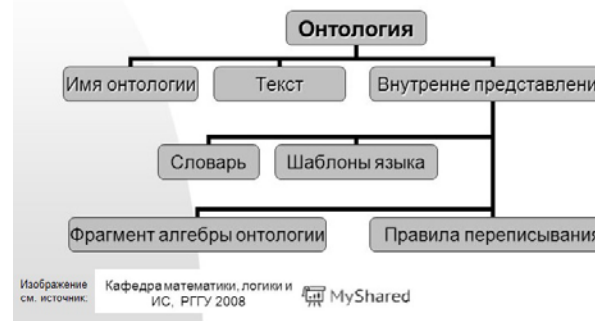 Онтология
Имя онтологии
Текст
Внутренне представлени
Словарь
Шаблоны языка
Фрагмент алгебры онтологии
Правила переписывания
Изображение
см. источник:
Кафедра математики, логики и
ИС, РГГУ 2008
MyShared